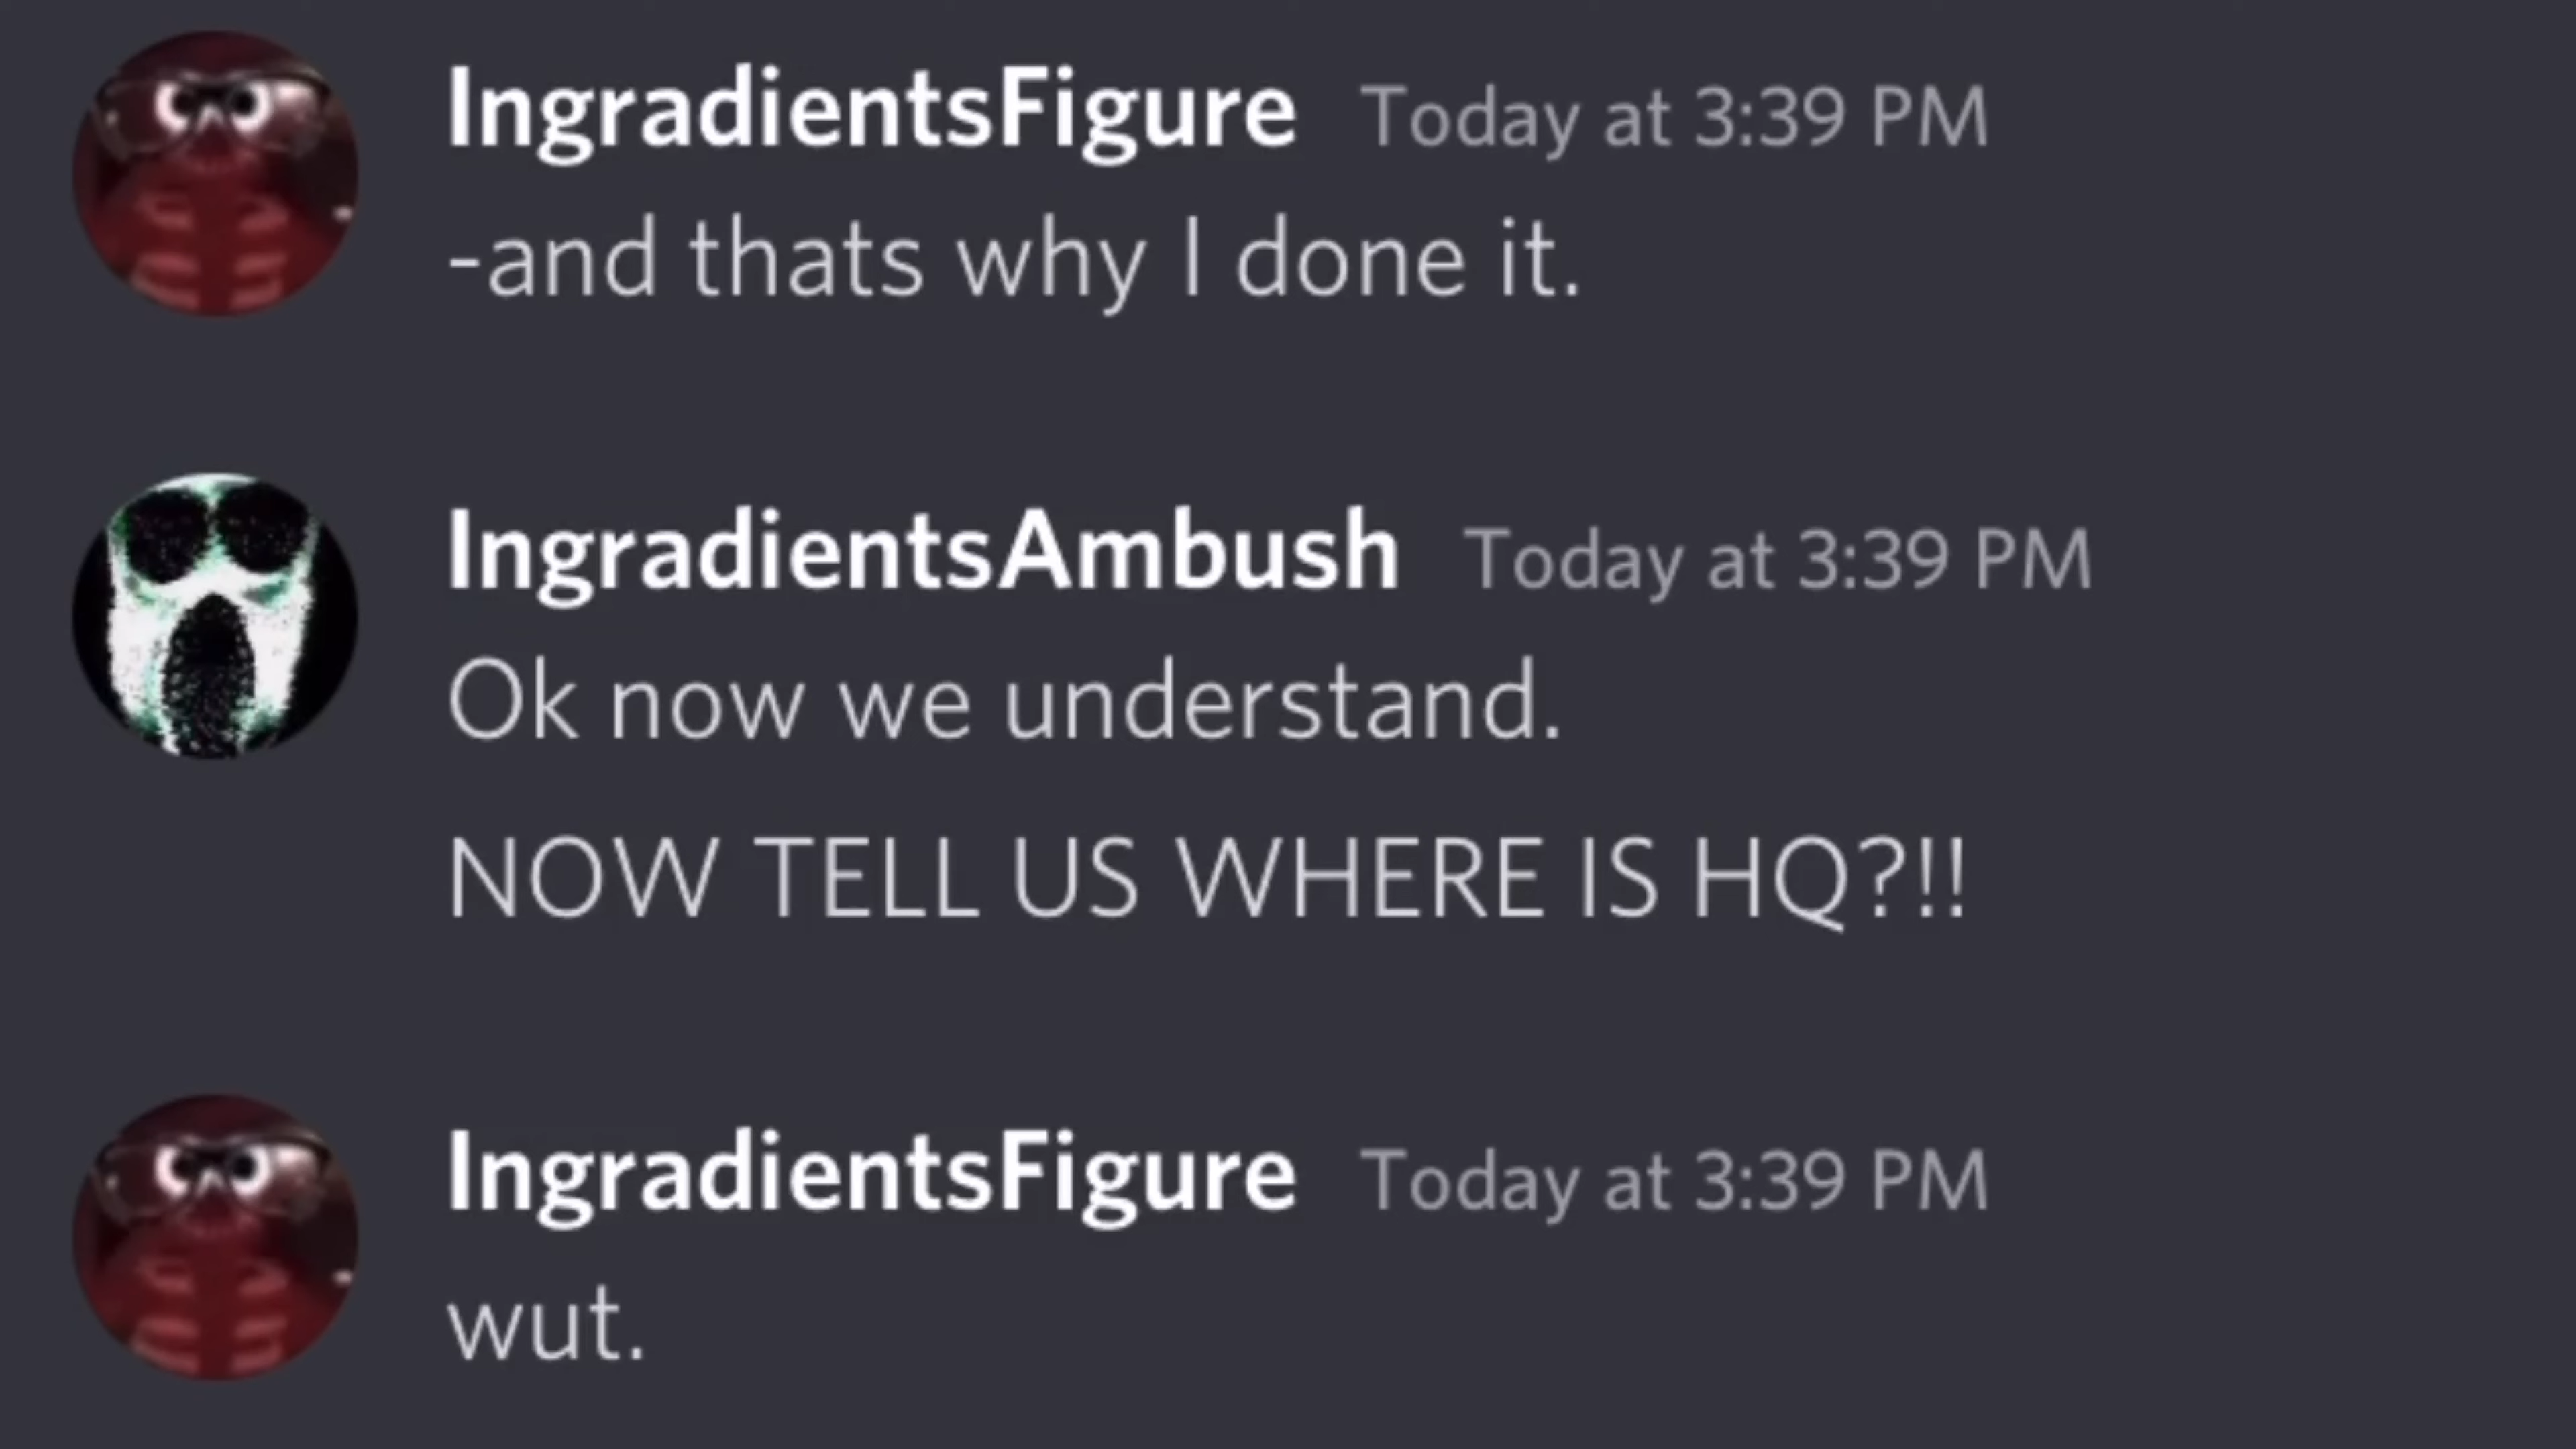 IngradientsFigure Today at 3:39 PM
-and thats why I done it.
IngradientsAmbush Today at 3:39 PM
Ok now we understand.
NOW TELL US WHERE IS HQ?!!
IngradientsFigure Today at 3:39 PM
wut.